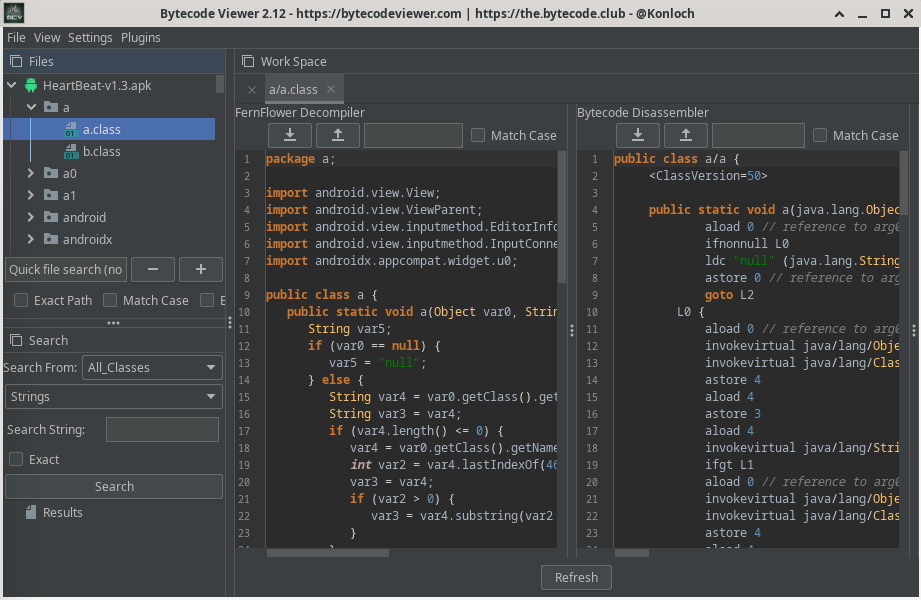 Bytecode Viewer 2.12 - https://bytecodeviewer.com | https://the.bytecode.club - @Konloch
File View Settings Plugins
Files
HeartBeat-v1.3.apk
a
a.class
b.class
a0
a1
android
androidx
Quick file search (no
− +
Exact Path Match Case E
Search
Search From: All_Classes
Strings
Search String:
Exact
Search
Results
Work Space
a/a.class
FernFlower Decompiler
Match Case
1 package a;
2
3 import android.view.View;
4 import android.view.ViewParent;
5 import android.view.inputmethod.EditorInfo
6 import android.view.inputmethod.InputConne
7 import androidx.appcompat.widget.u0;
8
9 public class a {
10 public static void a(Object var0, Strin
11 String var5;
12 if (var0 == null) {
13 var5 = "null";
14 } else {
15 String var4 = var0.getClass().get
16 String var3 = var4;
17 if (var4.length() <= 0) {
18 var4 = var0.getClass().getName
19 int var2 = var4.lastIndexOf(46
20 var3 = var4;
21 if (var2 > 0) {
22 var3 = var4.substring(var2
23 }
24 }
Bytecode Disassembler
Match Case
1 public class a/a {
2 <ClassVersion=50>
3
4 public static void a(java.lang.Objec
5 aload 0 // reference to arg0
6 ifnonnull L0
7 ldc "null" (java.lang.String
8 astore 0 // reference to arg
9 goto L2
10 L0 {
11 aload 0 // reference to arg0
12 invokevirtual java/lang/Obje
13 invokevirtual java/lang/Clas
14 astore 4
15 aload 4
16 astore 3
17 aload 4
18 invokevirtual java/lang/Stri
19 ifgt L1
20 aload 0 // reference to arg0
21 invokevirtual java/lang/Obje
22 invokevirtual java/lang/Clas
23 astore 4
24 aload 4
Refresh